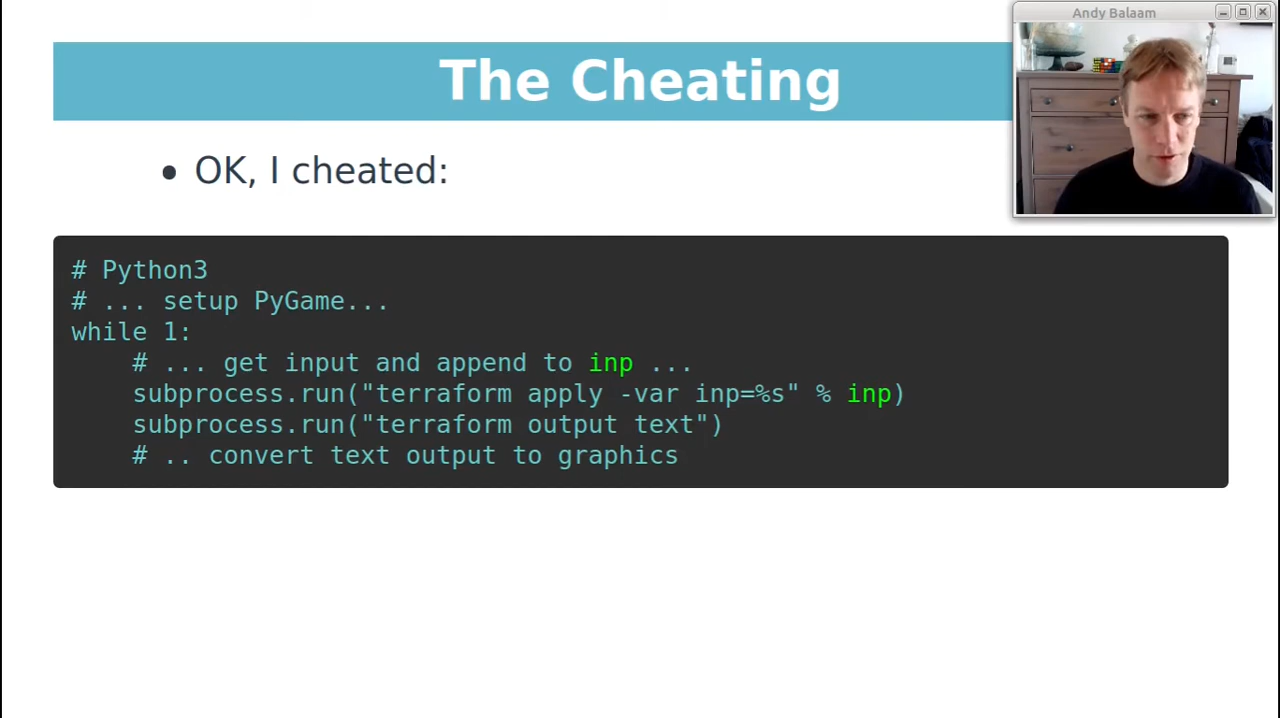 The Cheating
Andy Balaam
• OK, I cheated:
# Python3
# ... setup PyGame...
while 1:
    # ... get input and append to inp ...
    subprocess.run("terraform apply -var inp=%s" % inp)
    subprocess.run("terraform output text")
    # .. convert text output to graphics